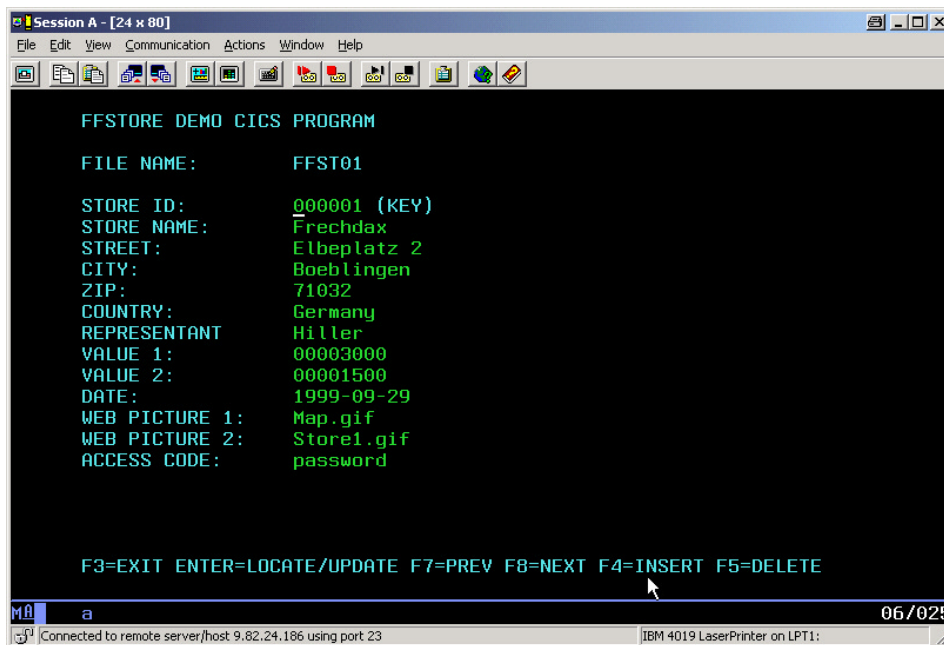 Session A - [24 x 80]
File Edit View Communication Actions Window Help
FFSTORE DEMO CICS PROGRAM
FILE NAME: FFST01
STORE ID: 000001 (KEY)
STORE NAME: Frechdax
STREET: Elbeplatz 2
CITY: Boeblingen
ZIP: 71032
COUNTRY: Germany
REPRESENTANT Hiller
VALUE 1: 00003000
VALUE 2: 00001500
DATE: 1999-09-29
WEB PICTURE 1: Map.gif
WEB PICTURE 2: Store1.gif
ACCESS CODE: password
F3=EXIT ENTER=LOCATE/UPDATE F7=PREV F8=NEXT F4=INSERT F5=DELETE
MA a 06/025
Connected to remote server/host 9.82.24.186 using port 23 IBM 4019 LaserPrinter on LPT1: